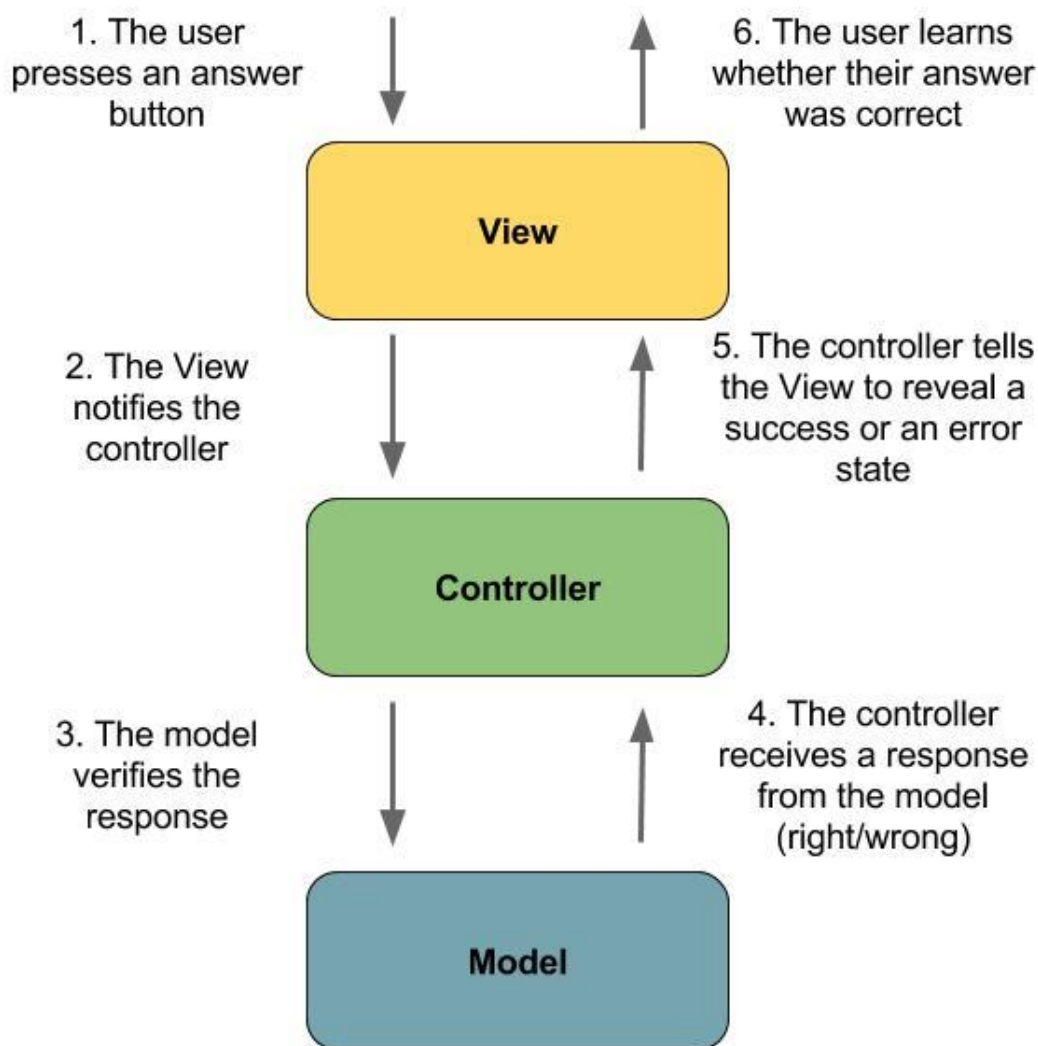 1. The user
presses an answer
button
6. The user learns
whether their answer
was correct
View
2. The View
notifies the
controller
5. The controller tells
the View to reveal a
success or an error
state
Controller
3. The model
verifies the
response
4. The controller
receives a response
from the model
(right/wrong)
Model